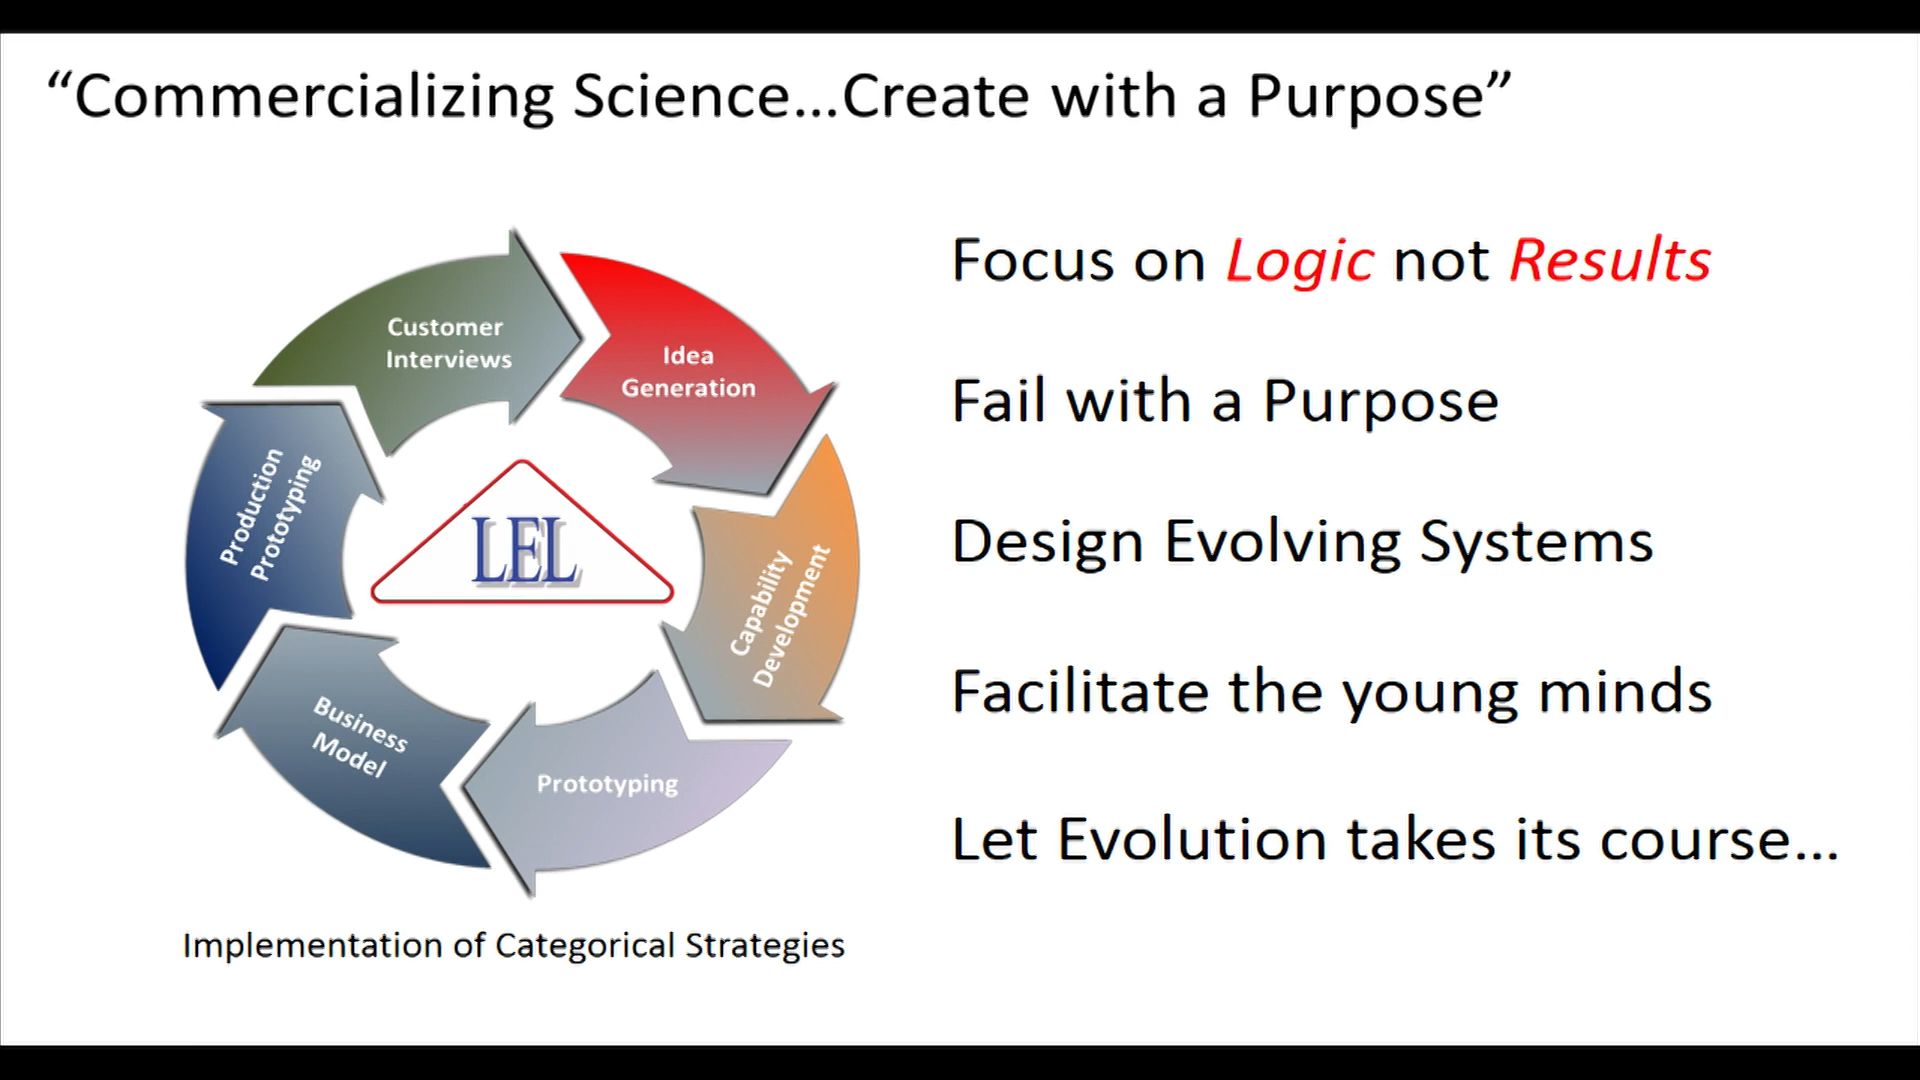 “Commercializing Science...Create with a Purpose”
Customer
Interviews
Idea
Generation
Capability
Development
Prototyping
Business
Model
Production
Prototyping
LEL
Implementation of Categorical Strategies
Focus on Logic not Results
Fail with a Purpose
Design Evolving Systems
Facilitate the young minds
Let Evolution takes its course...